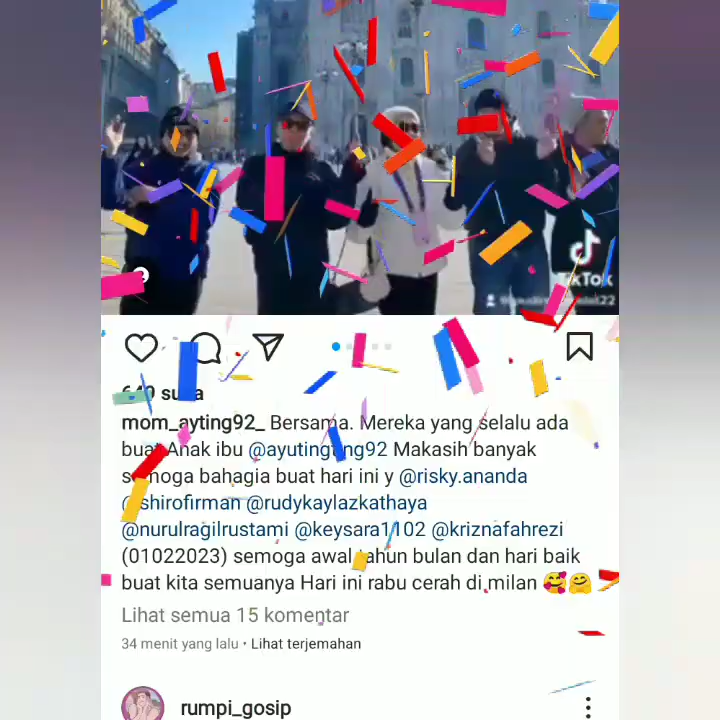 TikTok
640 suka
mom_ayting92_ Bersama. Mereka yang selalu ada
buat Anak ibu @ayutingting92 Makasih banyak
semoga bahagia buat hari ini y @risky.ananda
@shirofirman @rudykaylazkathaya
@nurulragilrustami @keysara1102 @kriznafahrezi
(01022023) semoga awal tahun bulan dan hari baik
buat kita semuanya Hari ini rabu cerah di milan 🥰🤗
Lihat semua 15 komentar
34 menit yang lalu • Lihat terjemahan
rumpi_gosip